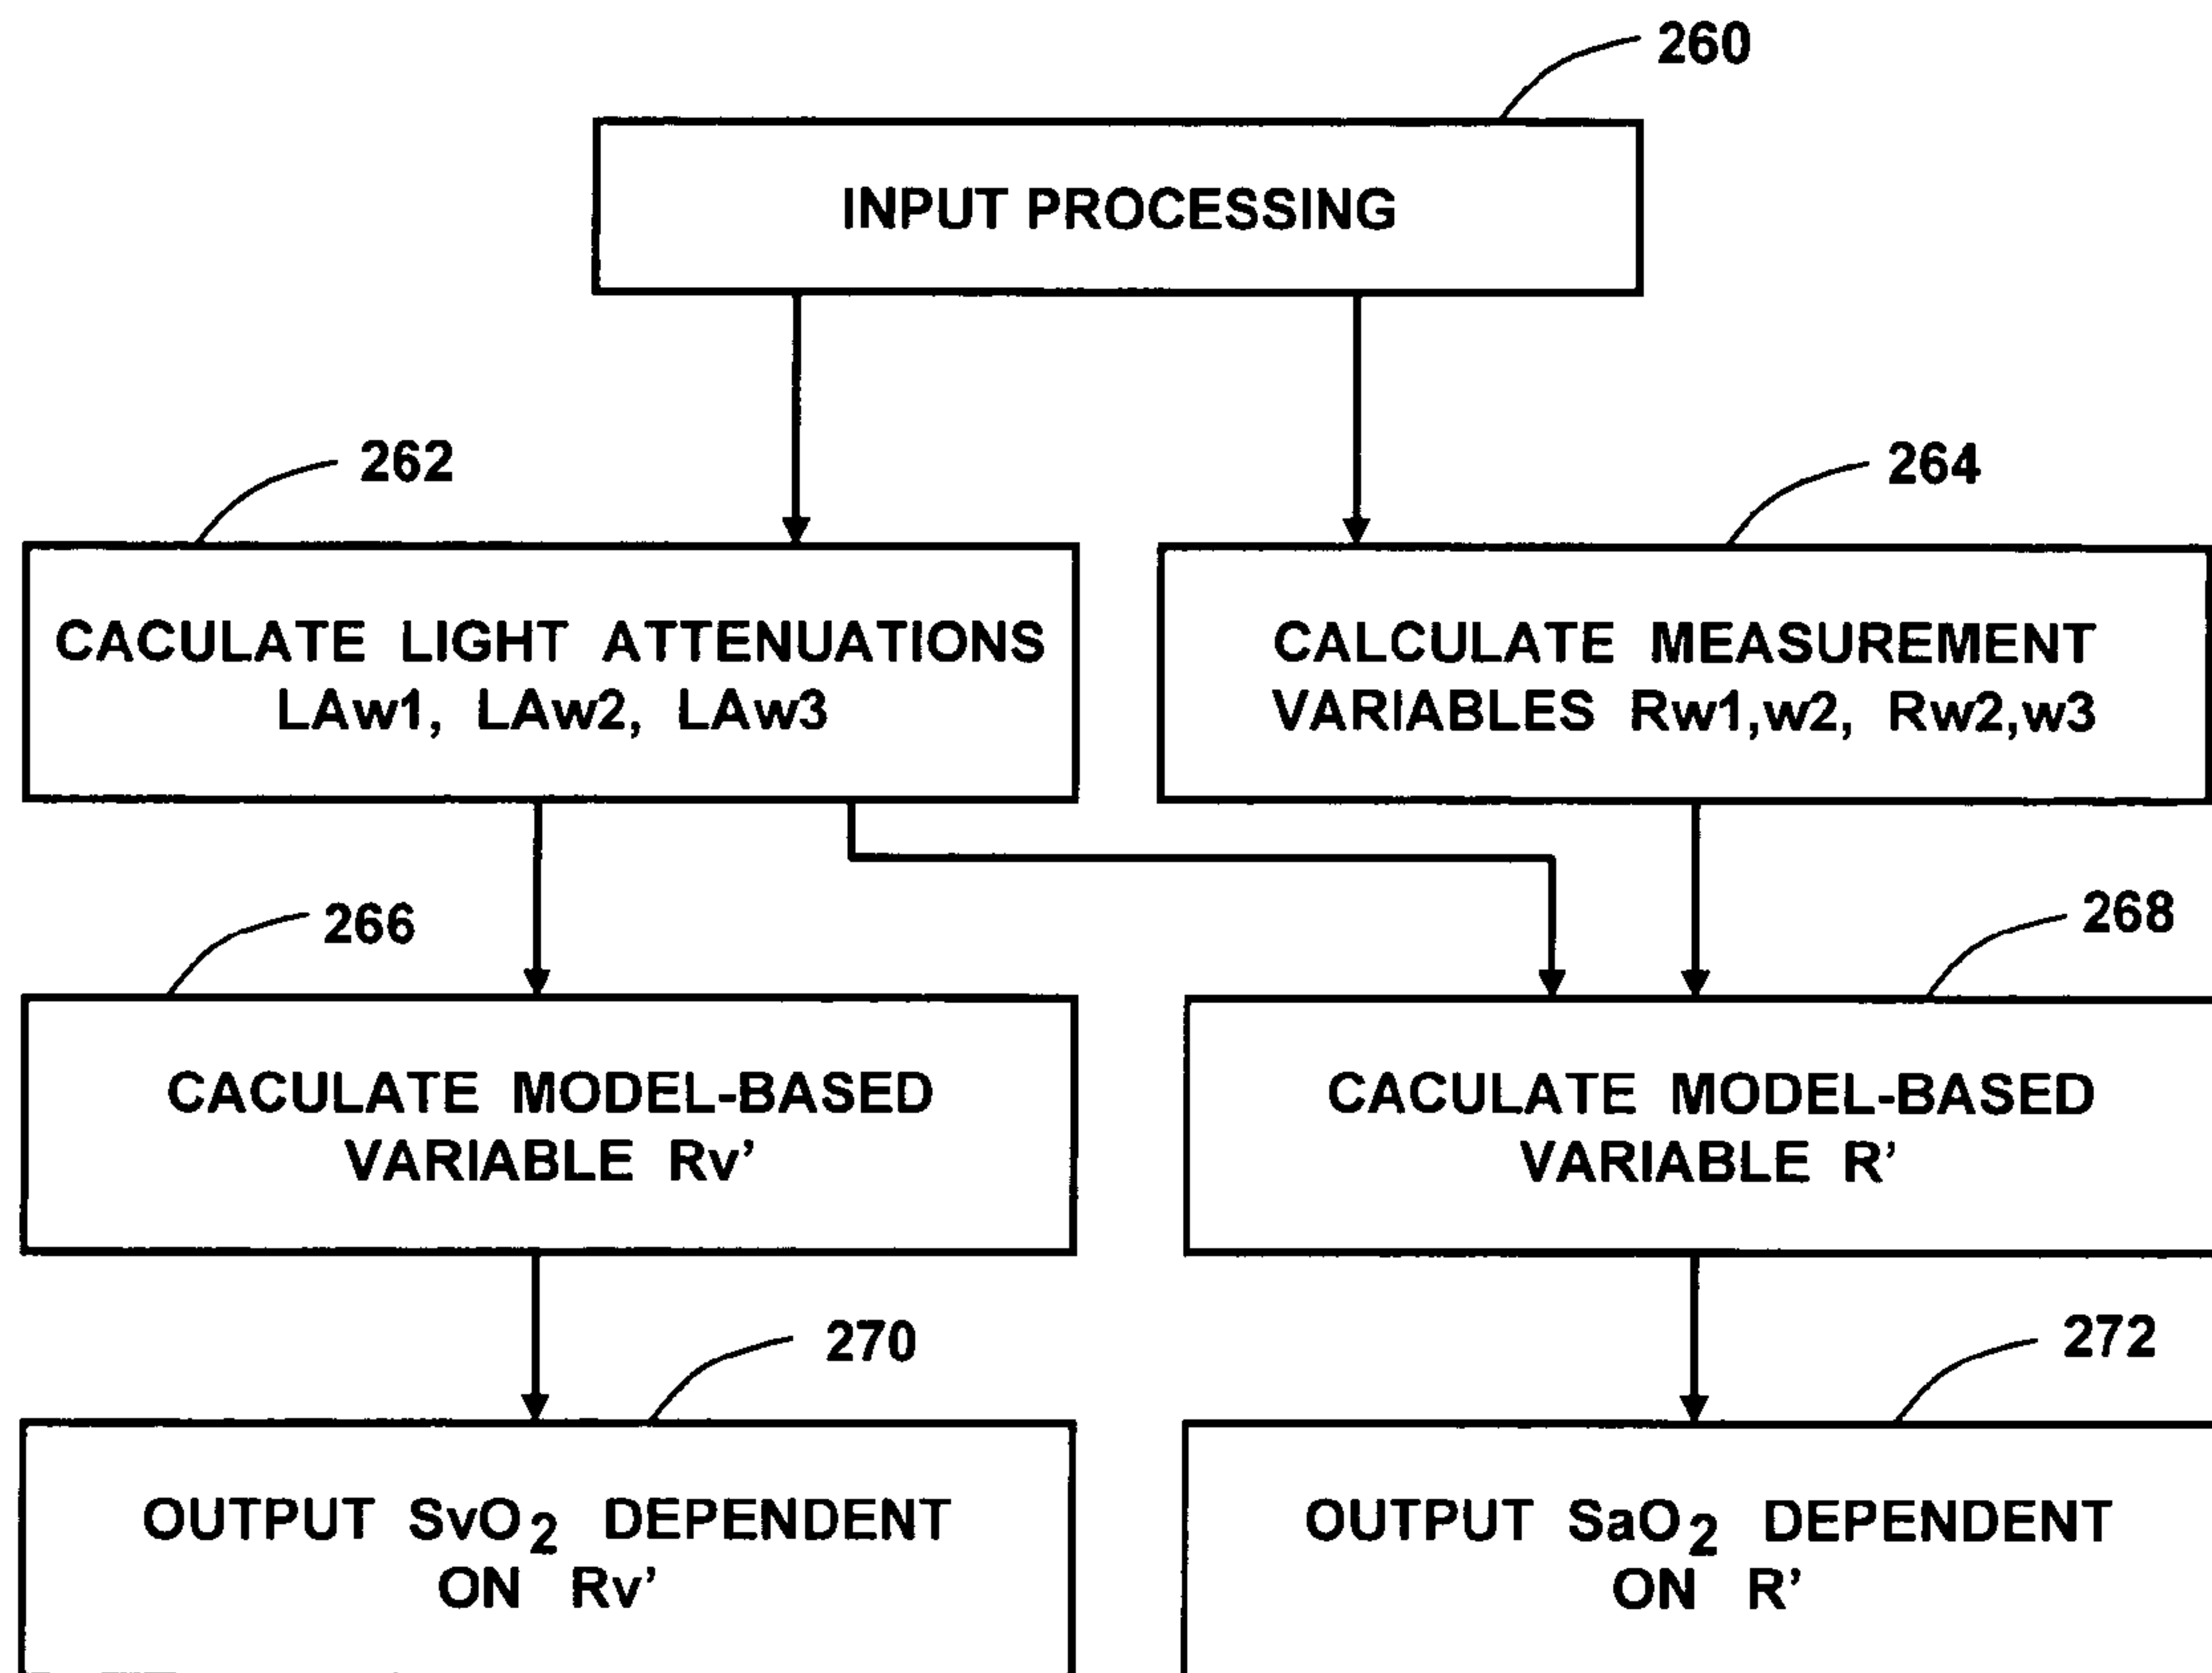 260
INPUT PROCESSING
262
264
CACULATE LIGHT ATTENUATIONS
LAw1, LAw2, LAw3
CALCULATE MEASUREMENT
VARIABLES Rw1,w2, Rw2,w3
266
268
CACULATE MODEL-BASED
VARIABLE Rv’
CACULATE MODEL-BASED
VARIABLE R’
270
272
OUTPUT SvO2 DEPENDENT
ON Rv’
OUTPUT SaO2 DEPENDENT
ON R’